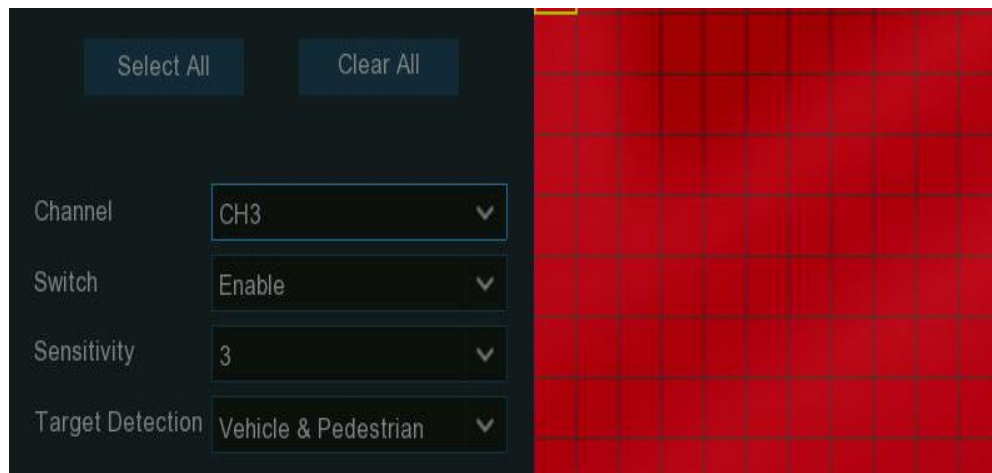 Select All Clear All
Channel CH3
Switch Enable
Sensitivity 3
Target Detection Vehicle & Pedestrian